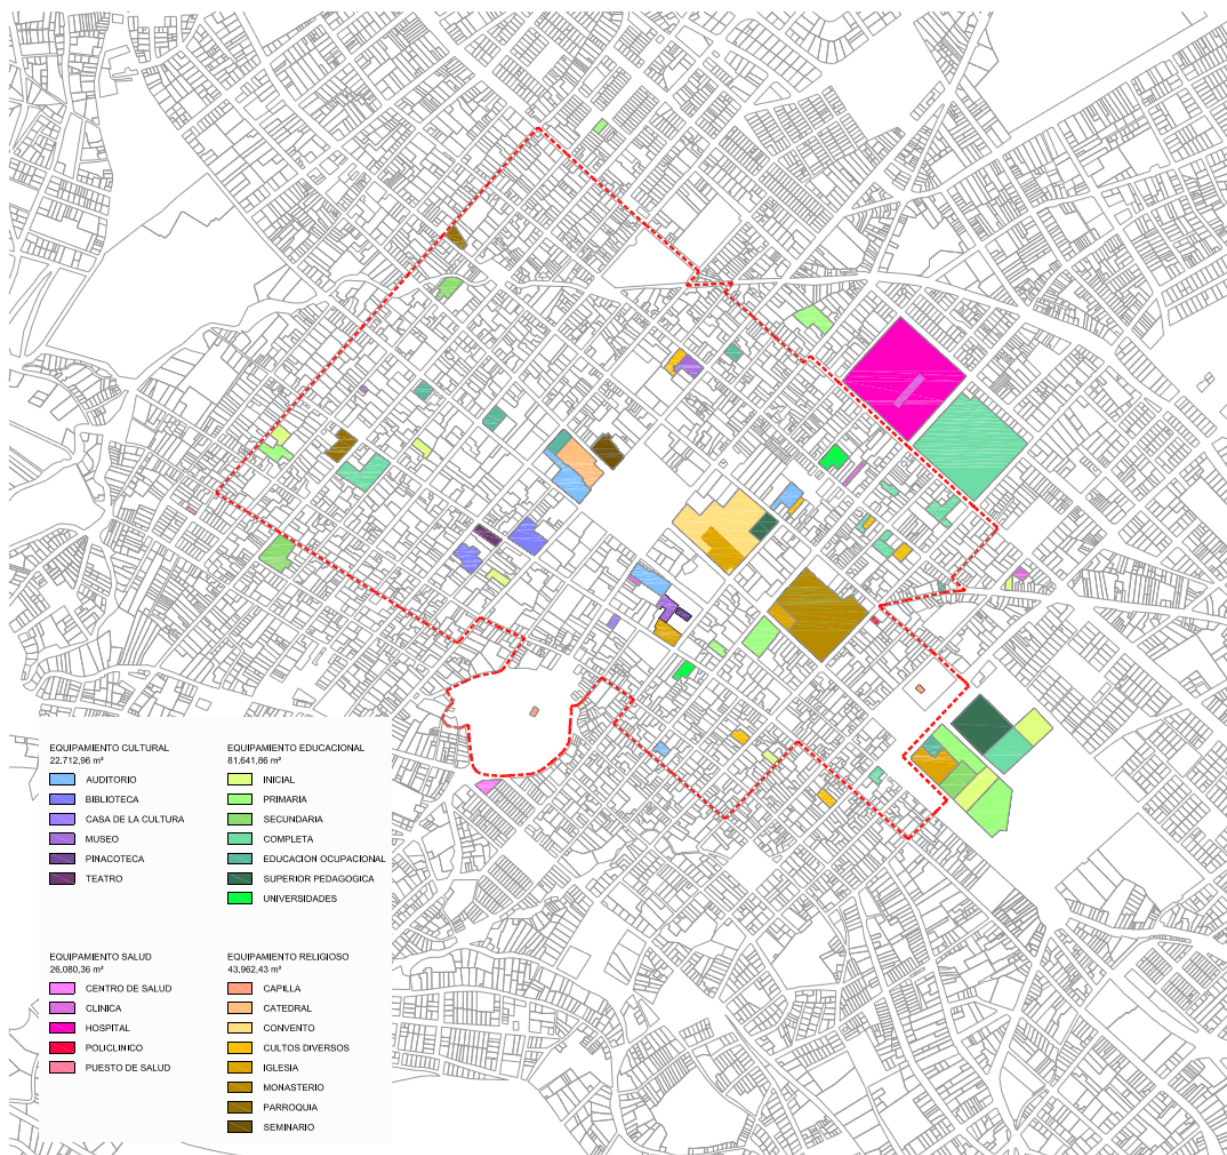 EQUIPAMIENTO CULTURAL
22.712,96 m²
AUDITORIO
BIBLIOTECA
CASA DE LA CULTURA
MUSEO
PINACOTECA
TEATRO
EQUIPAMIENTO EDUCACIONAL
81.641,86 m²
INICIAL
PRIMARIA
SECUNDARIA
COMPLETA
EDUCACION OCUPACIONAL
SUPERIOR PEDAGOGICA
UNIVERSIDADES
EQUIPAMIENTO SALUD
26.080,36 m²
CENTRO DE SALUD
CLINICA
HOSPITAL
POLICLINICO
PUESTO DE SALUD
EQUIPAMIENTO RELIGIOSO
43.962,43 m²
CAPILLA
CATEDRAL
CONVENTO
CULTOS DIVERSOS
IGLESIA
MONASTERIO
PARROQUIA
SEMINARIO